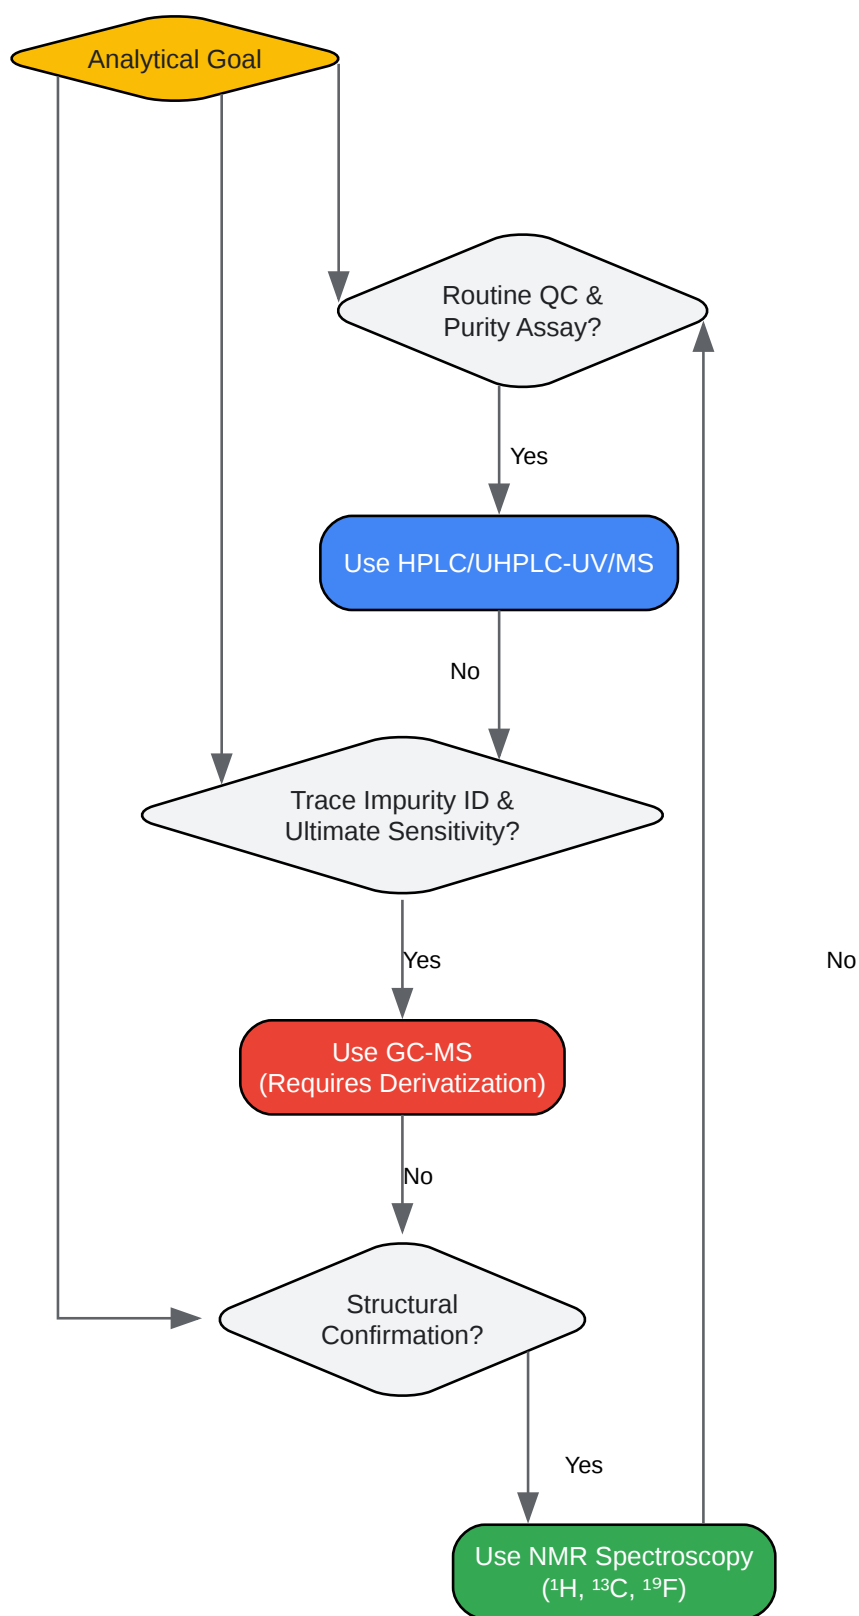 Analytical Goal
Routine QC &
Purity Assay?
Yes
Use HPLC/UHPLC-UV/MS
No
Trace Impurity ID &
Ultimate Sensitivity?
Yes
No
Use GC-MS
(Requires Derivatization)
No
Structural
Confirmation?
Yes
Use NMR Spectroscopy
(¹H, ¹³C, ¹⁹F)